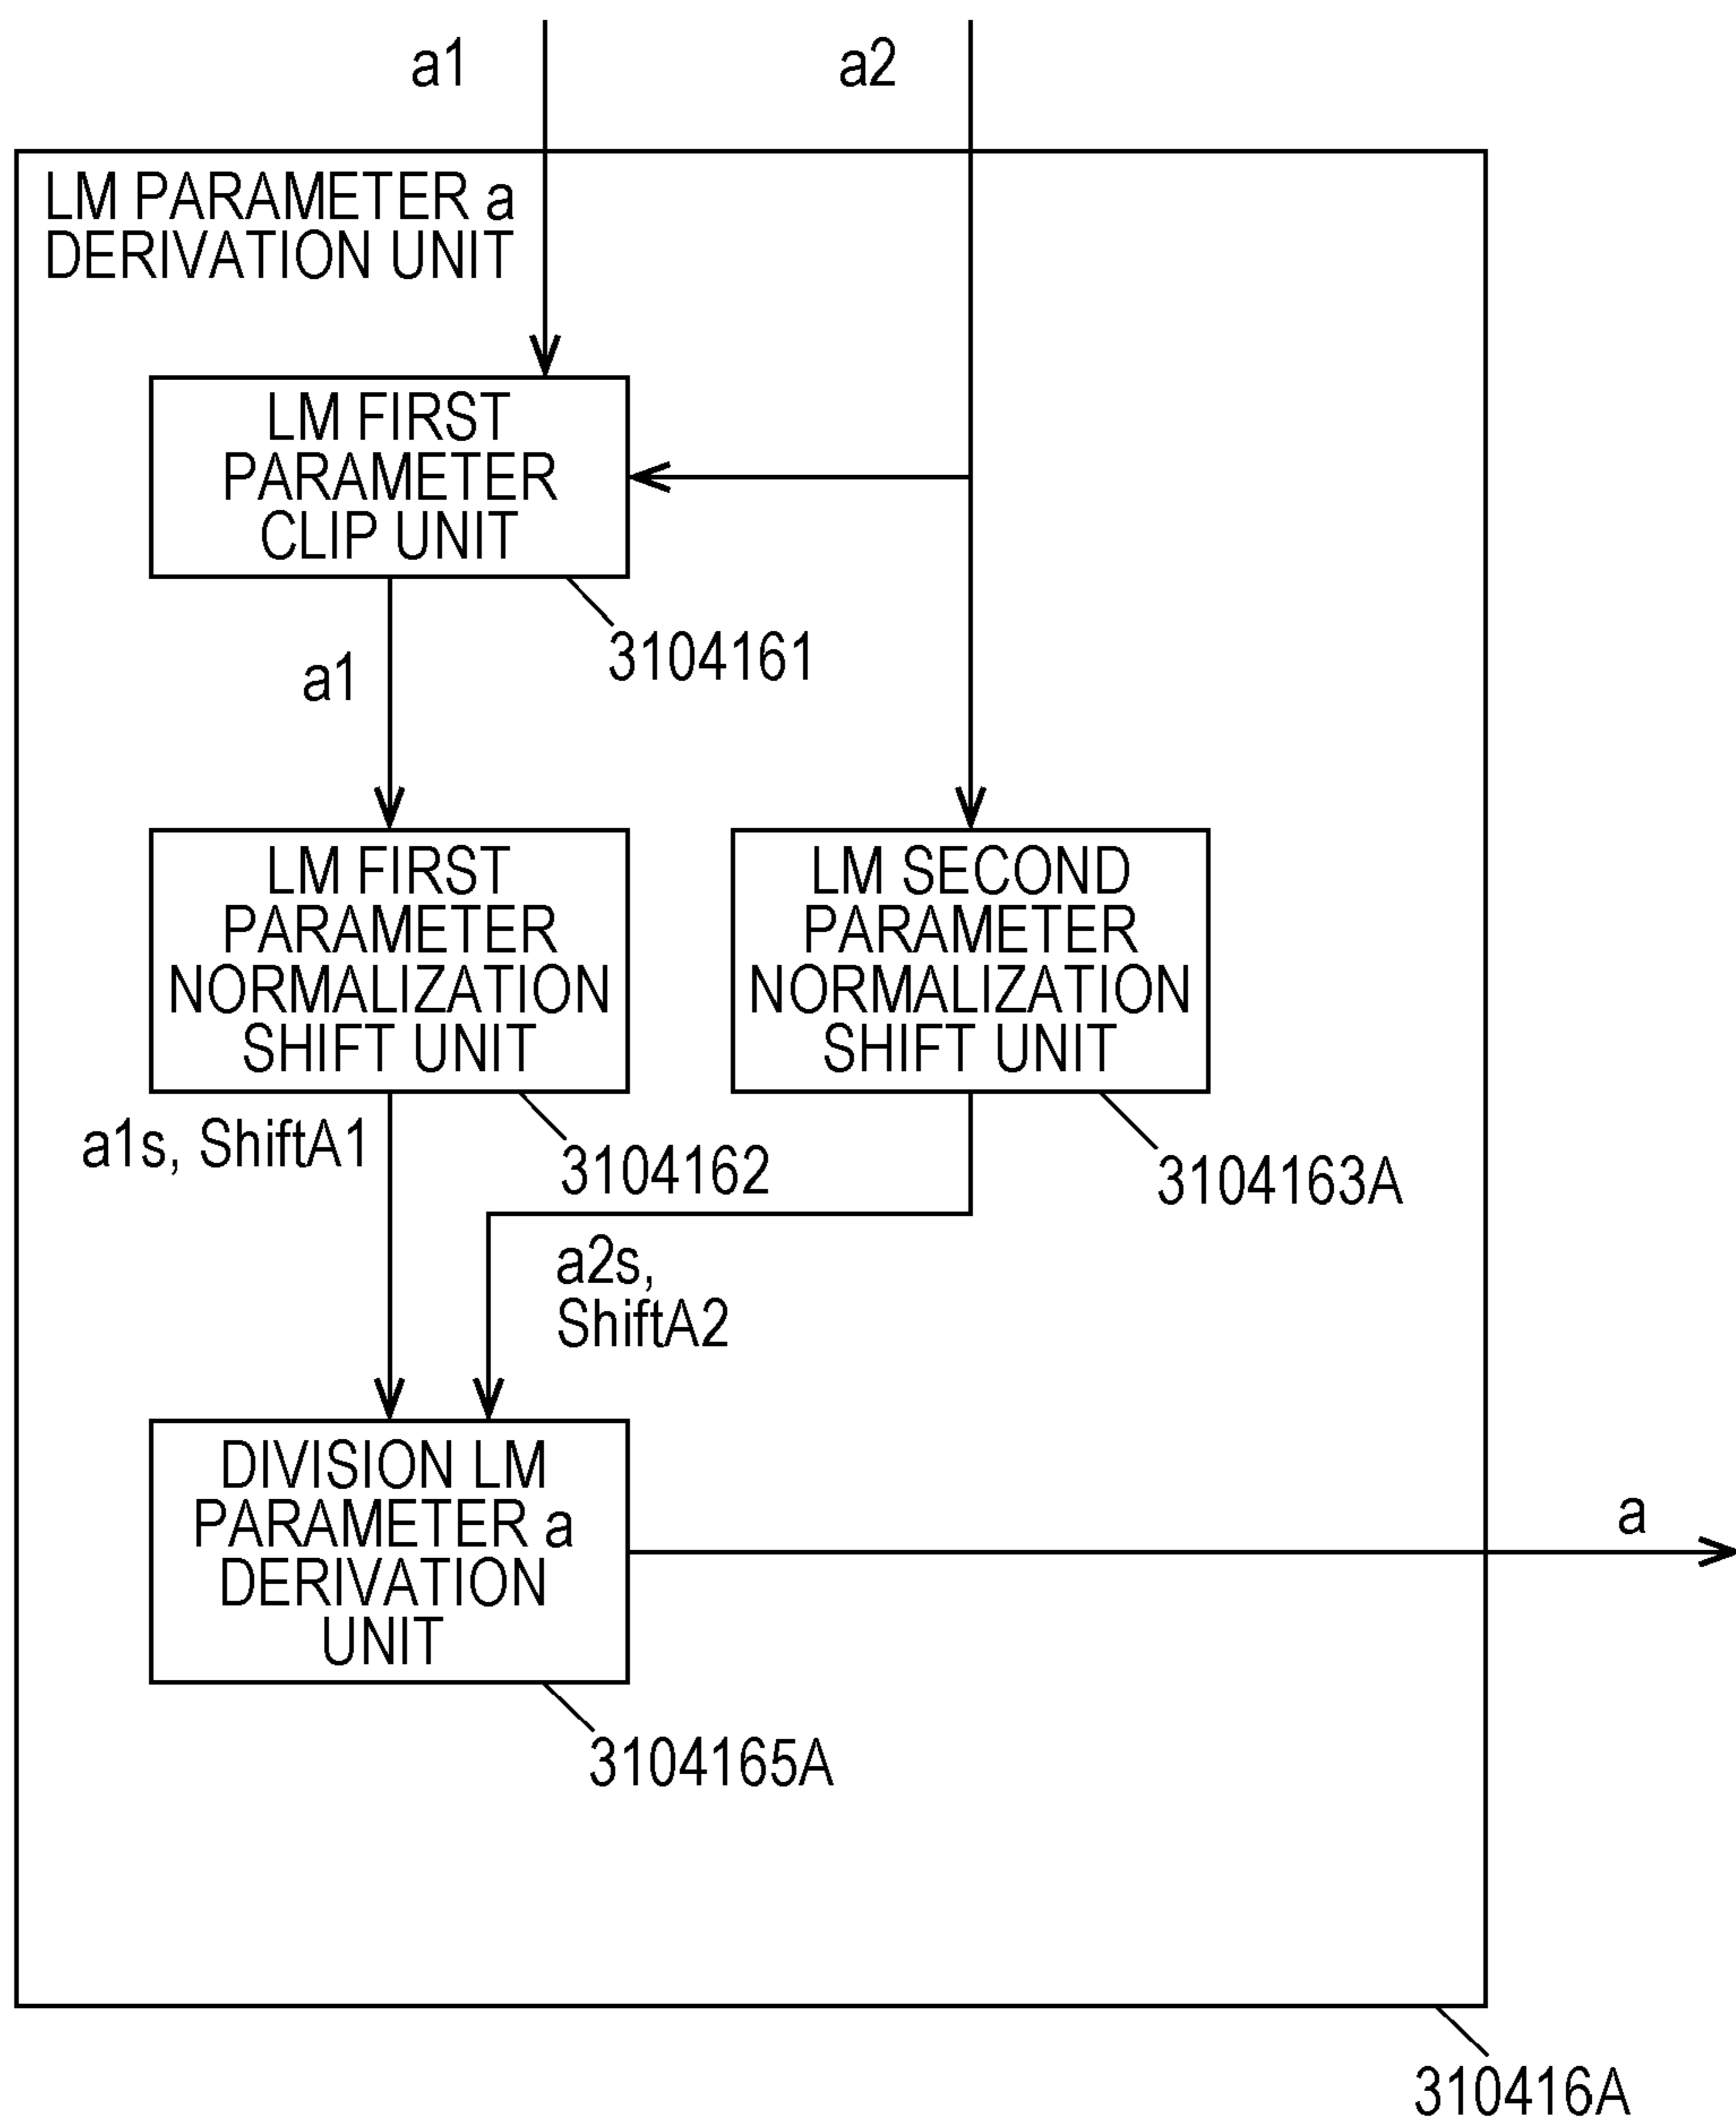 a1
a2
LM PARAMETER a
DERIVATION UNIT
LM FIRST
PARAMETER
CLIP UNIT
3104161
a1
LM FIRST
PARAMETER
NORMALIZATION
SHIFT UNIT
LM SECOND
PARAMETER
NORMALIZATION
SHIFT UNIT
a1s, ShiftA1
3104162
3104163A
a2s,
ShiftA2
DIVISION LM
PARAMETER a
DERIVATION
UNIT
a
3104165A
310416A